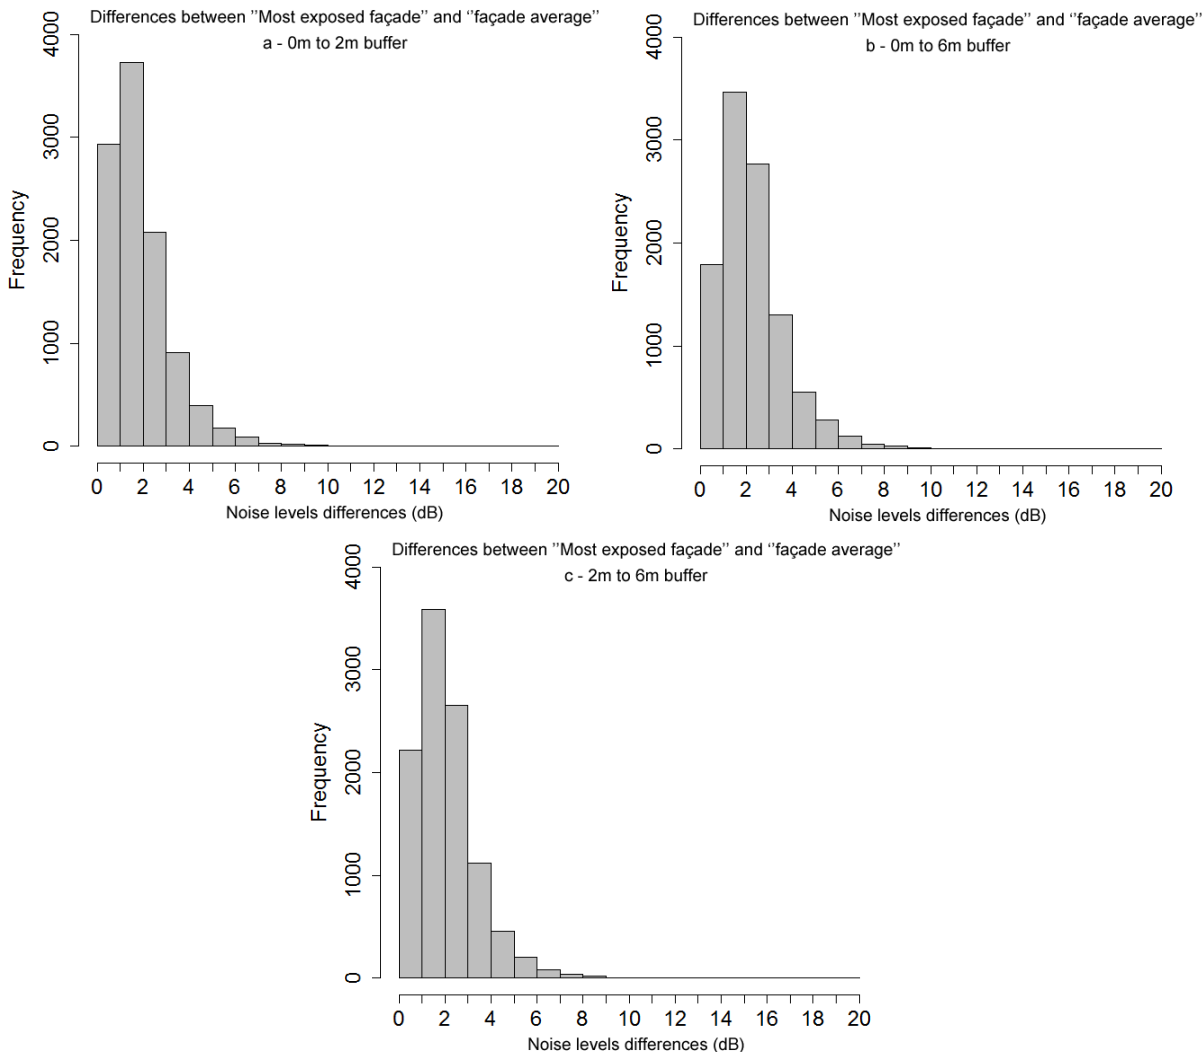 Differences between ''Most exposed façade'' and ‘‘façade average’’
a - 0m to 2m buffer
Frequency
4000
3000
2000
1000
0
0 2 4 6 8 10 12 14 16 18 20
Noise levels differences (dB)
Differences between ''Most exposed façade'' and ‘‘façade average’’
b - 0m to 6m buffer
Frequency
4000
3000
2000
1000
0
0 2 4 6 8 10 12 14 16 18 20
Noise levels differences (dB)
Differences between ''Most exposed façade'' and ‘‘façade average’’
c - 2m to 6m buffer
Frequency
4000
3000
2000
1000
0
0 2 4 6 8 10 12 14 16 18 20
Noise levels differences (dB)